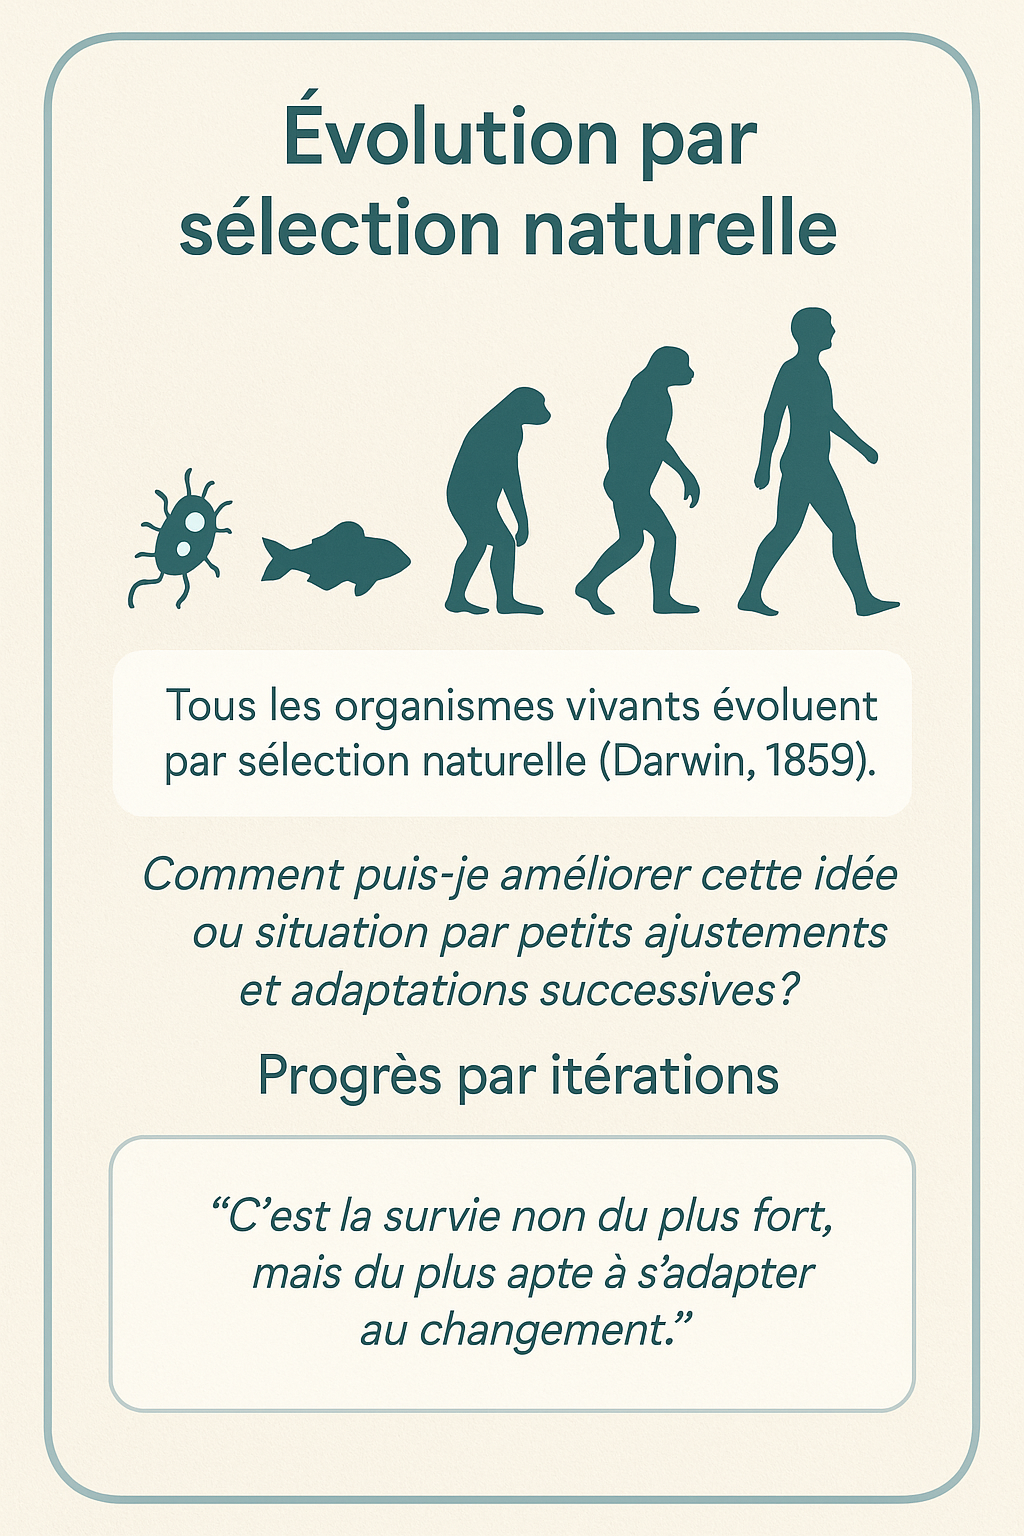 Évolution par
sélection naturelle
Tous les organismes vivants évoluent
par sélection naturelle (Darwin, 1859).
Comment puis-je améliorer cette idée
ou situation par petits ajustements
et adaptations successives?
Progrès par itérations
“C’est la survie non du plus fort,
mais du plus apte à s’adapter
au changement.”